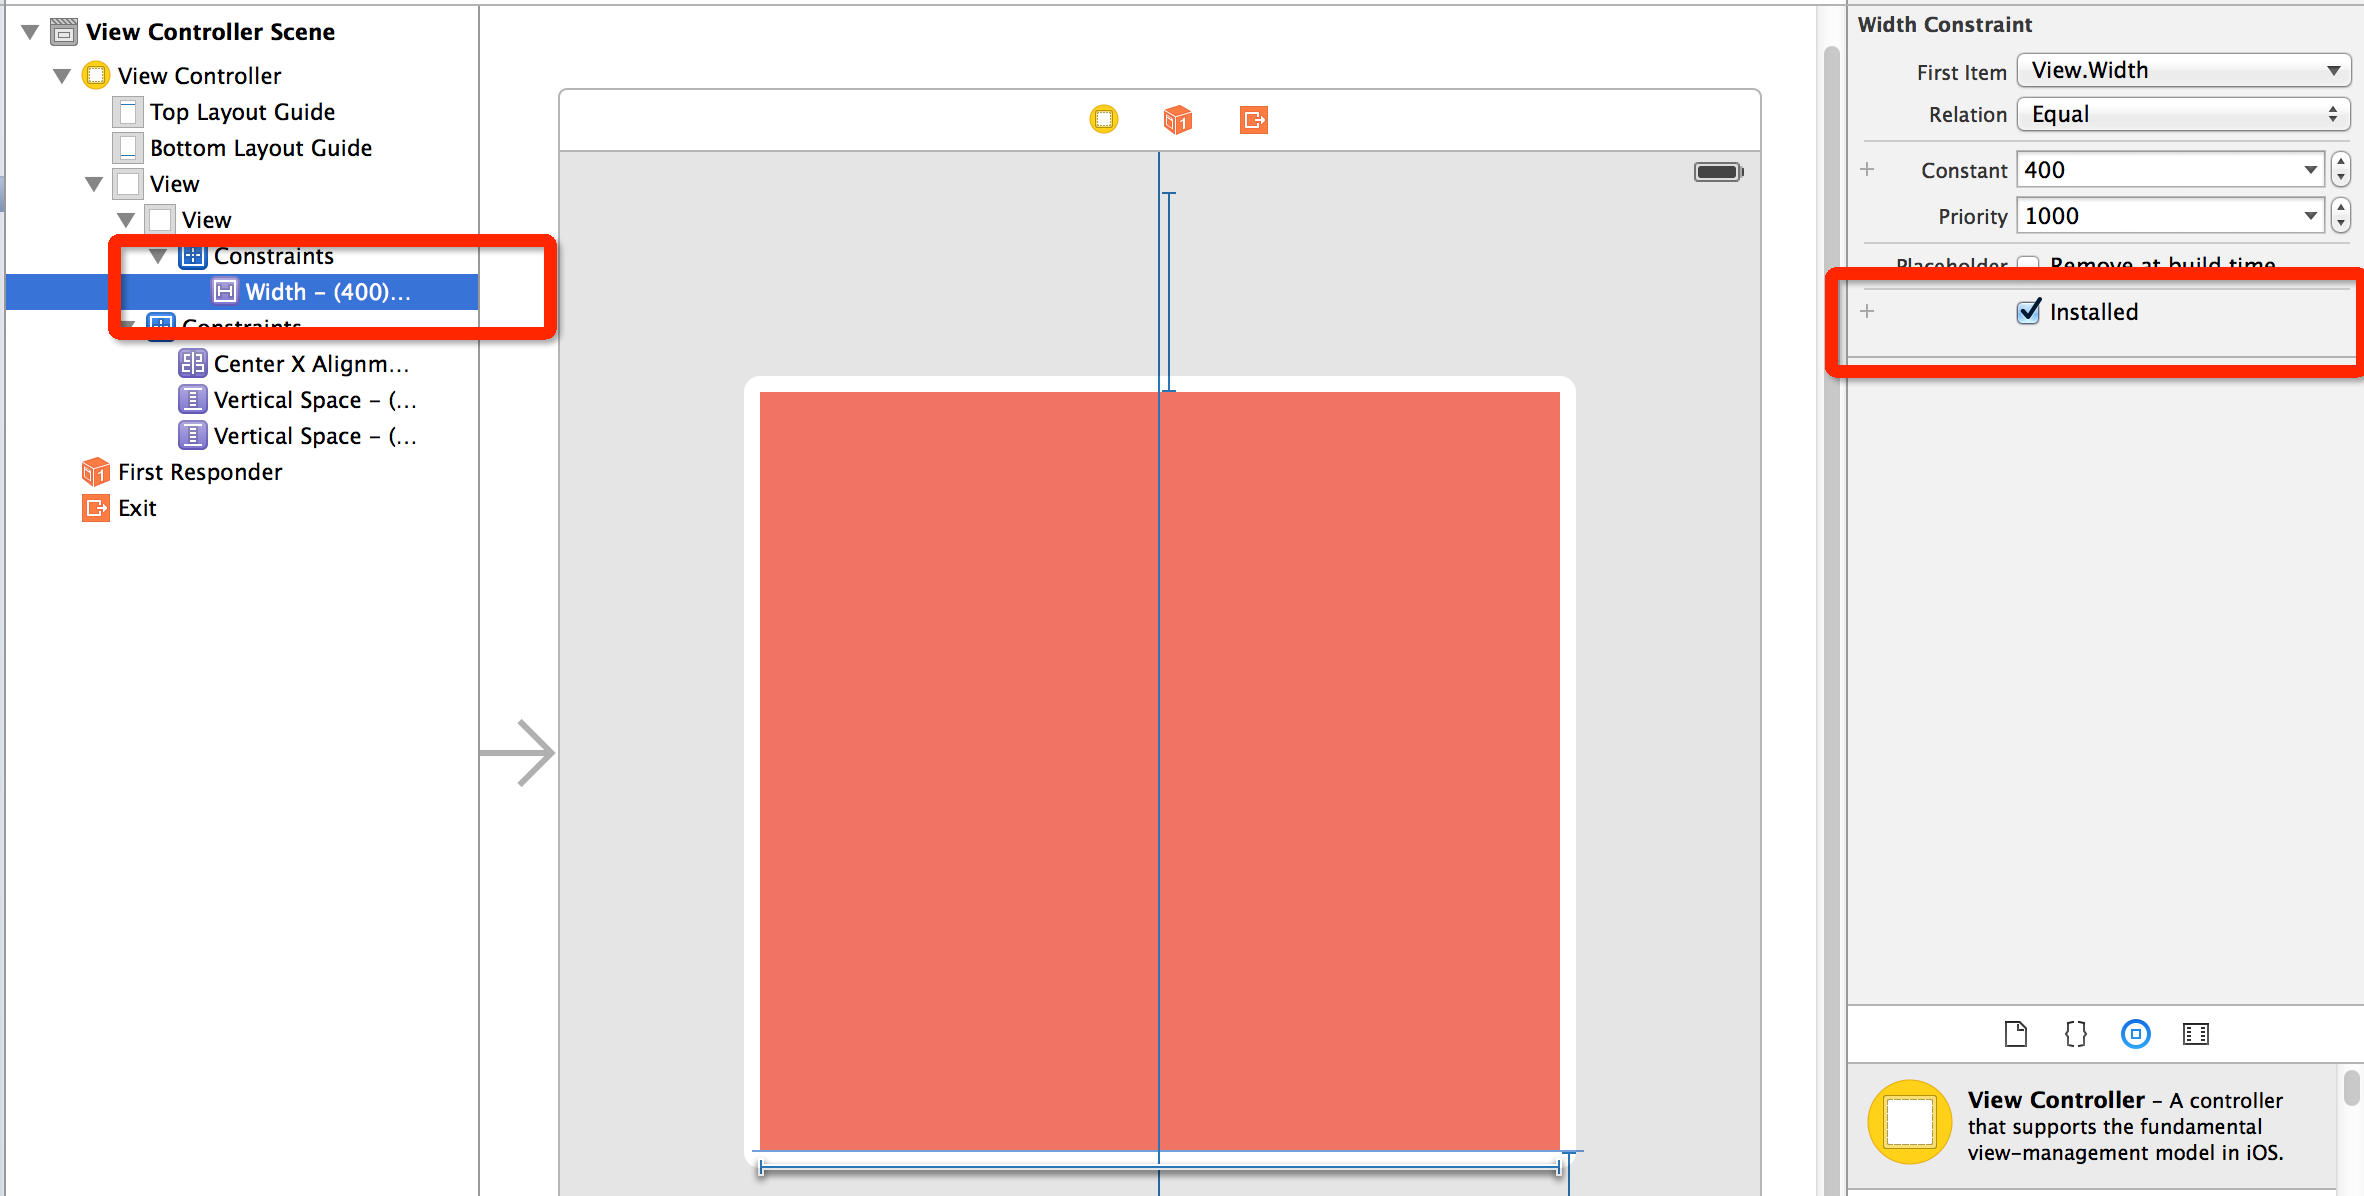 View Controller Scene
View Controller
Top Layout Guide
Bottom Layout Guide
View
View
Constraints
Width - (400)...
Constraints
Center X Alignm...
Vertical Space - (...
Vertical Space - (...
First Responder
Exit
Width Constraint
First Item View.Width
Relation Equal
Constant 400
Priority 1000
Placeholder Remove at build time
Installed
View Controller - A controller
that supports the fundamental
view-management model in iOS.